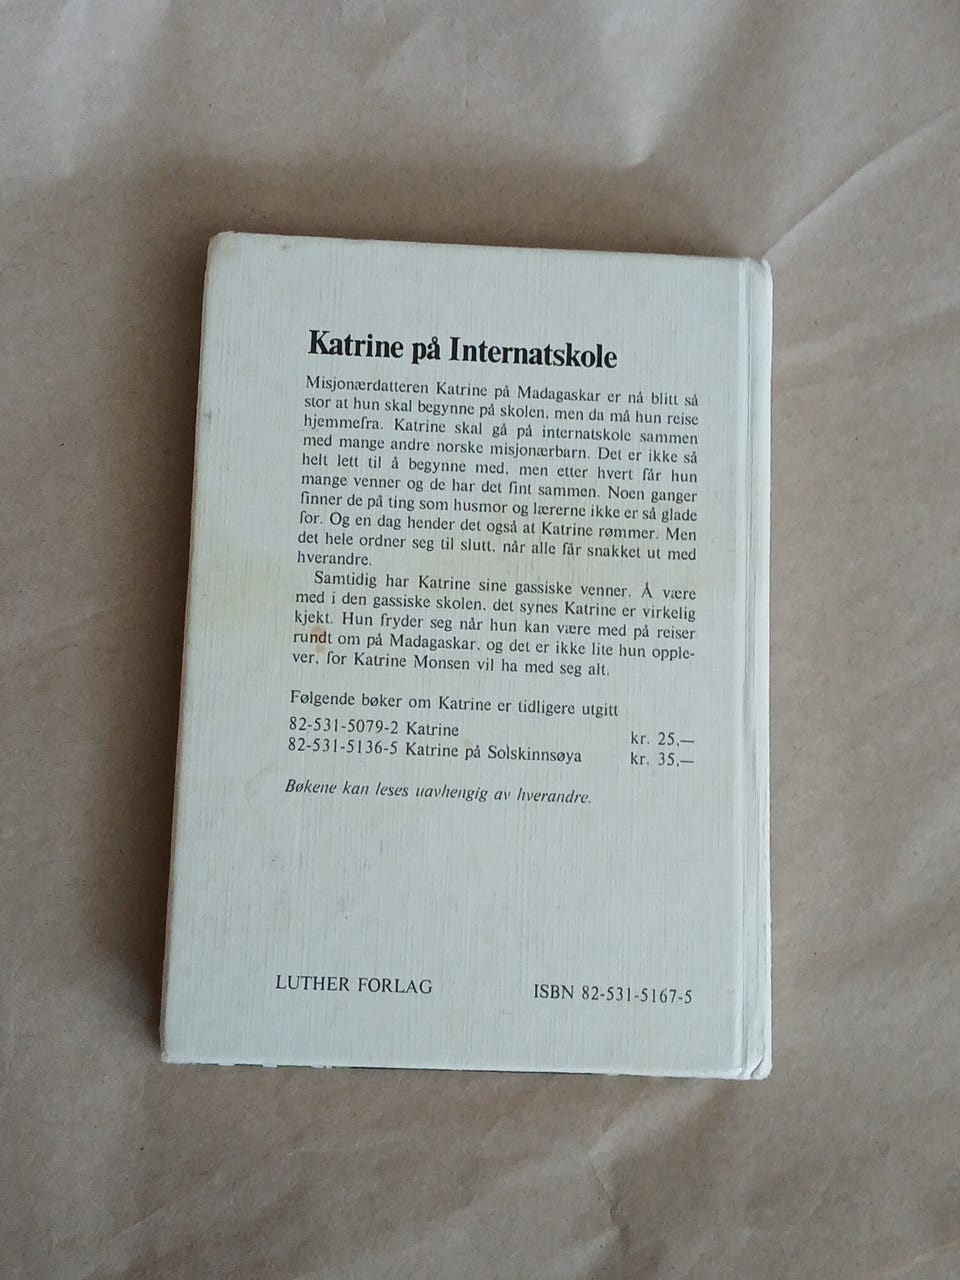 Katrine på Internatskole
Misjonærdatteren Katrine på Madagaskar er nå blitt så
stor at hun skal begynne på skolen, men da må hun reise
hjemmefra. Katrine skal gå på internatskole sammen
med mange andre norske misjonærbarn. Det er ikke så
helt lett til å begynne med, men etter hvert får hun
mange venner og de har det fint sammen. Noen ganger
finner de på ting som husmor og lærerne ikke er så glade
for. Og en dag hender det også at Katrine rømmer. Men
det hele ordner seg til slutt, når alle får snakket ut med
hverandre.
Samtidig har Katrine sine gassiske venner. Å være
med i den gassiske skolen, det synes Katrine er virkelig
kjekt. Hun fryder seg når hun kan være med på reiser
rundt om på Madagaskar, og det er ikke lite hun opple-
ver, for Katrine Monsen vil ha med seg alt.
Følgende bøker om Katrine er tidligere utgitt
82-531-5079-2 Katrine kr. 25,—
82-531-5136-5 Katrine på Solskinnsøya kr. 35,—
Bøkene kan leses uavhengig av hverandre.
LUTHER FORLAG ISBN 82-531-5167-5